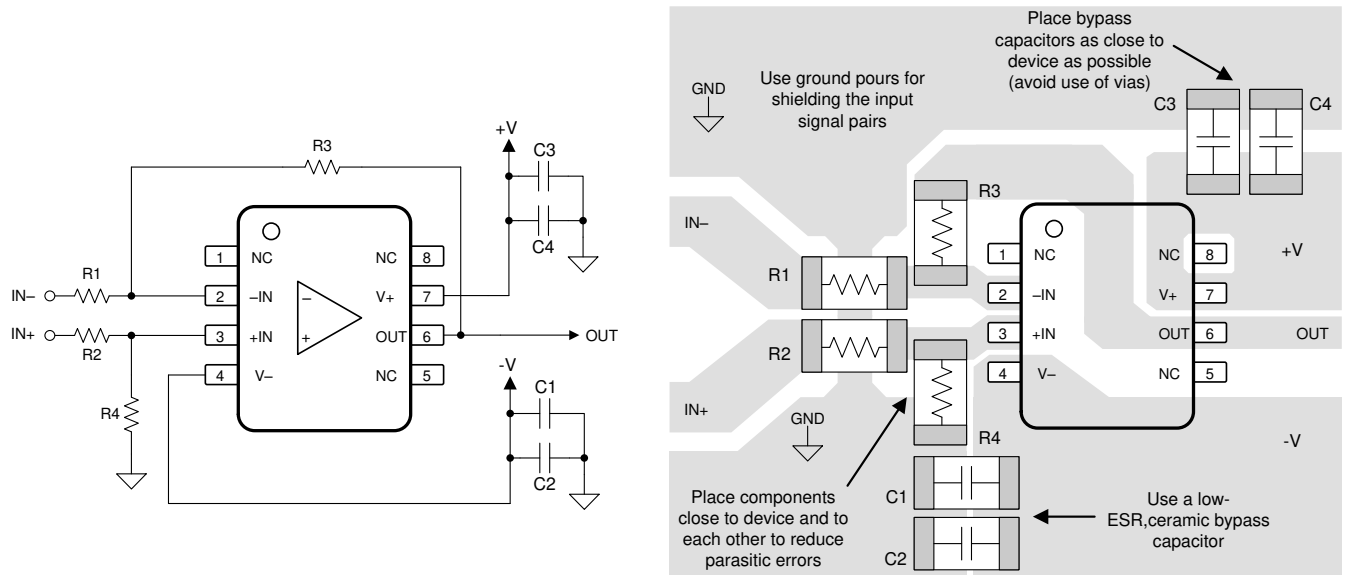 +V
C3
C4
R3
1 NC
NC 8
IN– R1
2 –IN
V+ 7
IN+ R2
3 +IN
OUT 6
OUT
4 V–
NC 5
–
+
R4
-V
C1
C2
GND
Use ground pours for
shielding the input
signal pairs
Place bypass
capacitors as close to
device as possible
(avoid use of vias)
C3
C4
IN–
R3
R1
1 NC
NC 8
+V
2 –IN
V+ 7
R2
3 +IN
OUT 6
OUT
4 V–
NC 5
IN+
GND
R4
-V
C1
C2
Place components
close to device and to
each other to reduce
parasitic errors
Use a low-
ESR,ceramic bypass
capacitor